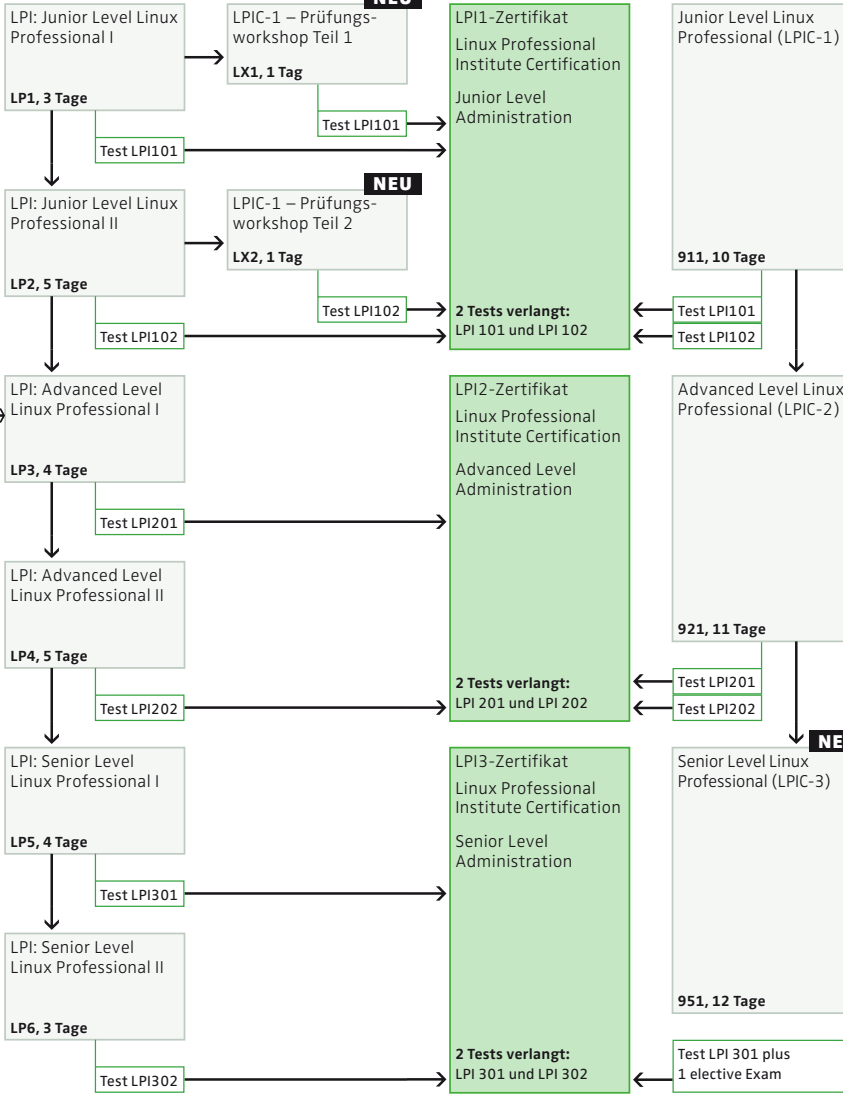 LPI: Junior Level Linux
Professional I
LP1, 3 Tage
Test LPI101
NEU
LPIC-1 – Prüfungs-
workshop Teil 1
LX1, 1 Tag
Test LPI101
LPI: Junior Level Linux
Professional II
LP2, 5 Tage
Test LPI102
NEU
LPIC-1 – Prüfungs-
workshop Teil 2
LX2, 1 Tag
Test LPI102
LPI1-Zertifikat
Linux Professional
Institute Certification
Junior Level
Administration
2 Tests verlangt:
LPI 101 und LPI 102
Junior Level Linux
Professional (LPIC-1)
911, 10 Tage
Test LPI101
Test LPI102
LPI: Advanced Level
Linux Professional I
LP3, 4 Tage
Test LPI201
LPI: Advanced Level
Linux Professional II
LP4, 5 Tage
Test LPI202
LPI2-Zertifikat
Linux Professional
Institute Certification
Advanced Level
Administration
2 Tests verlangt:
LPI 201 und LPI 202
Advanced Level Linux
Professional (LPIC-2)
921, 11 Tage
Test LPI201
Test LPI202
LPI: Senior Level
Linux Professional I
LP5, 4 Tage
Test LPI301
LPI: Senior Level
Linux Professional II
LP6, 3 Tage
Test LPI302
LPI3-Zertifikat
Linux Professional
Institute Certification
Senior Level
Administration
2 Tests verlangt:
LPI 301 und LPI 302
NE
Senior Level Linux
Professional (LPIC-3)
951, 12 Tage
Test LPI 301 plus
1 elective Exam